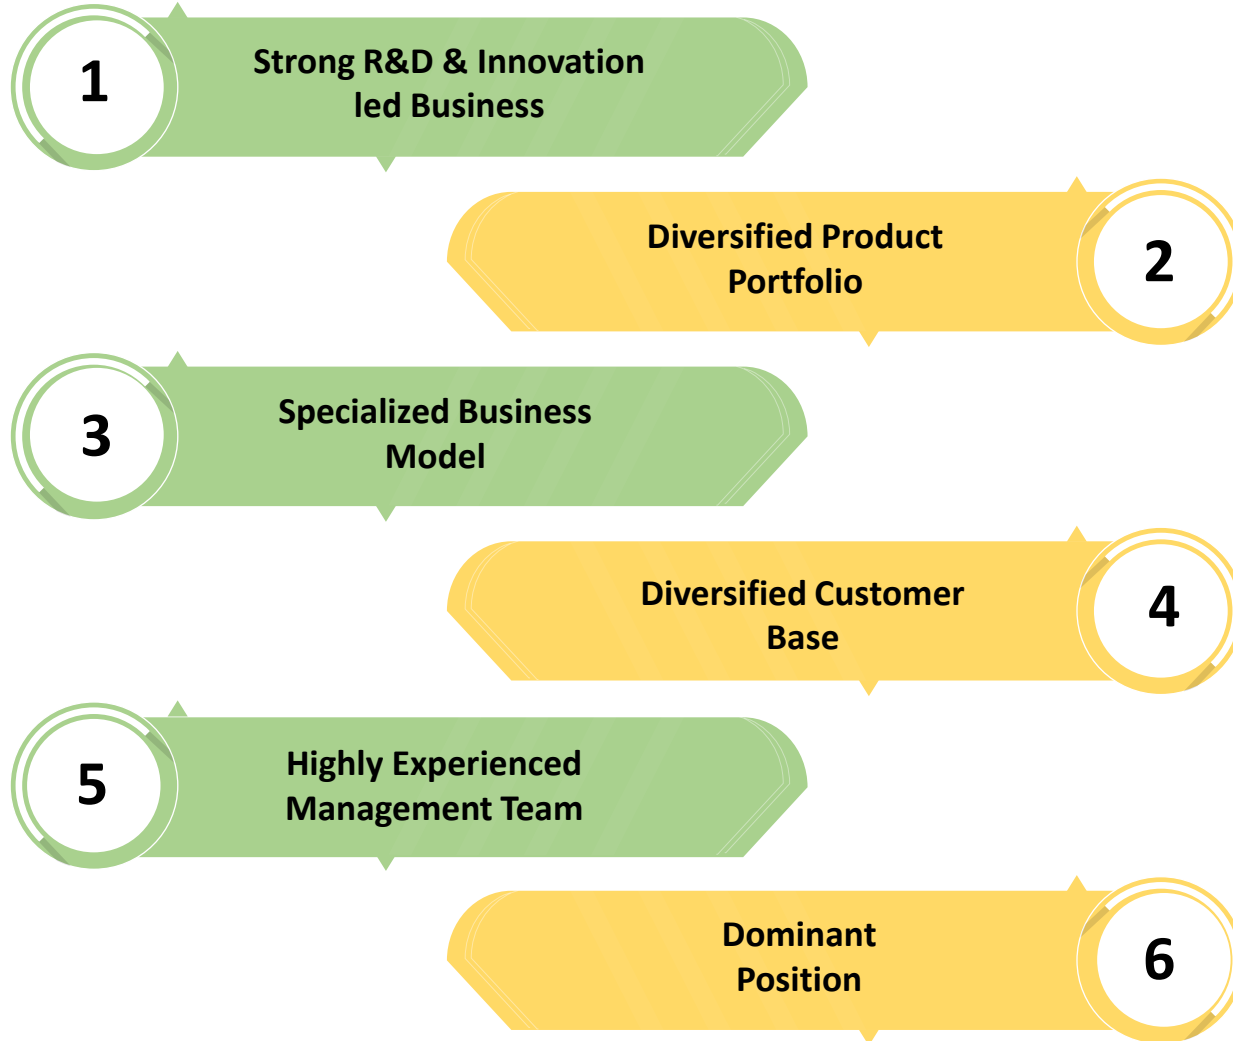 1
Strong R&D & Innovation
led Business
Diversified Product
Portfolio
2
3
Specialized Business
Model
Diversified Customer
Base
4
5
Highly Experienced
Management Team
Dominant
Position
6